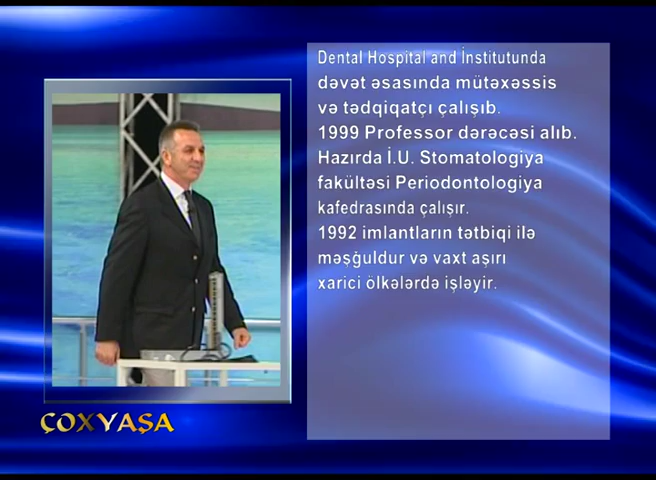 Dental Hospital and İnstitutunda
dəvət əsasında mütəxəssis
və tədqiqatçı çalışıb.
1999 Professor dərəcəsi alıb.
Hazırda İ.U. Stomatologiya
fakültəsi Periodontologiya
kafedrasında çalışır.
1992 imlantların tətbiqi ilə
məşğuldur və vaxt aşırı
xarici ölkələrdə işləyir.
ÇOXYAŞA